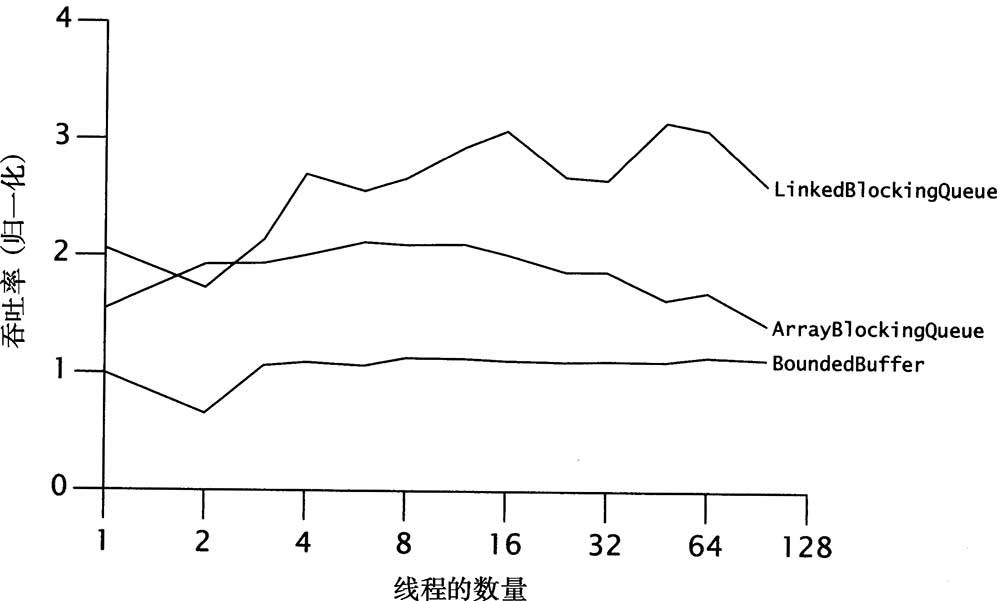 4
3
2
1
0
吞吐率 (归一化)
LinkedBlockingQueue
ArrayBlockingQueue
BoundedBuffer
1 2 4 8 16 32 64 128
线程的数量